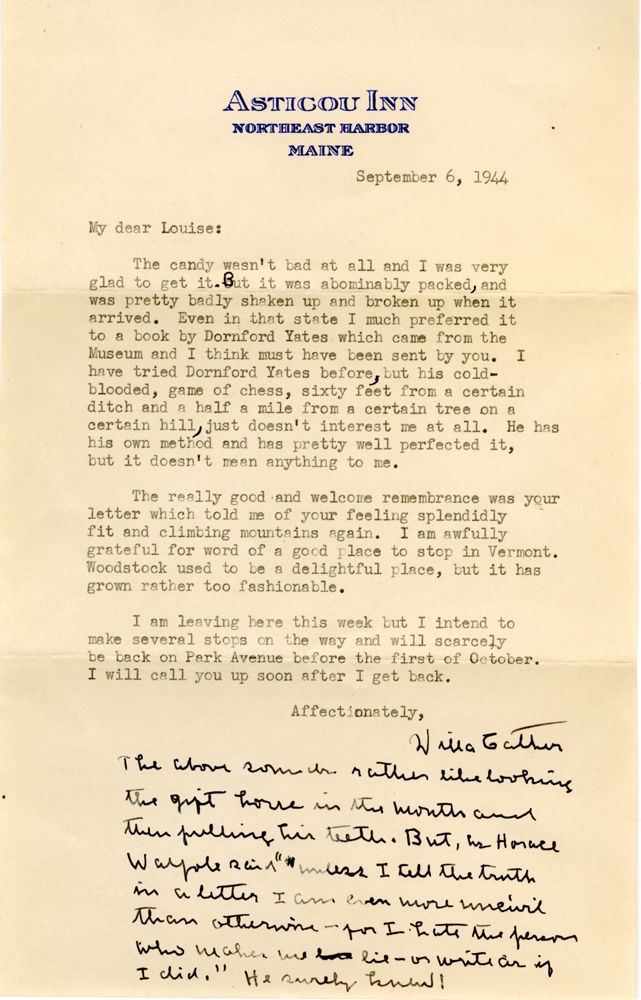 ASTICOU INN
NORTHEAST HARBOR
MAINE
September 6, 1944
My dear Louise:
The candy wasn't bad at all and I was very
glad to get it. But it was abominably packed, and
was pretty badly shaken up and broken up when it
arrived. Even in that state I much preferred it
to a book by Dornford Yates which came from the
Museum and I think must have been sent by you. I
have tried Dornford Yates before, but his cold-
blooded, game of chess, sixty feet from a certain
ditch and a half a mile from a certain tree on a
certain hill, just doesn't interest me at all. He has
his own method and has pretty well perfected it,
but it doesn't mean anything to me.
The really good and welcome remembrance was your
letter which told me of your feeling splendidly
fit and climbing mountains again. I am awfully
grateful for word of a good place to stop in Vermont.
Woodstock used to be a delightful place, but it has
grown rather too fashionable.
I am leaving here this week but I intend to
make several stops on the way and will scarcely
be back on Park Avenue before the first of October.
I will call you up soon after I get back.
Affectionately,
Willa Cather
The above sounds rather like looking
the gift horse in the mouth and
then pulling his teeth. But, as Horace
Walpole said "unless I tell the truth
in a letter I am even more uncivil
than otherwise – for I hate the person
who makes me lie – or write as if
I did." He surely knew!